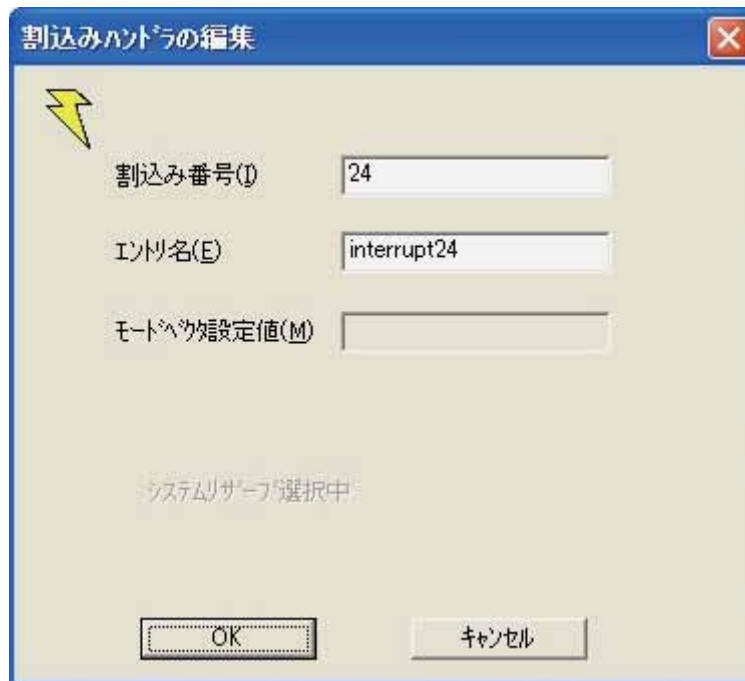 割込みﾊﾝﾄﾞﾗの編集
割込み番号(I)
24
ｴﾝﾄﾘ名(E)
interrupt24
ﾓｰﾄﾞﾍﾞｸﾀ設定値(M)
ｼｽﾃﾑﾘｻﾞｰﾌﾞ選択中
OK
ｷｬﾝｾﾙ